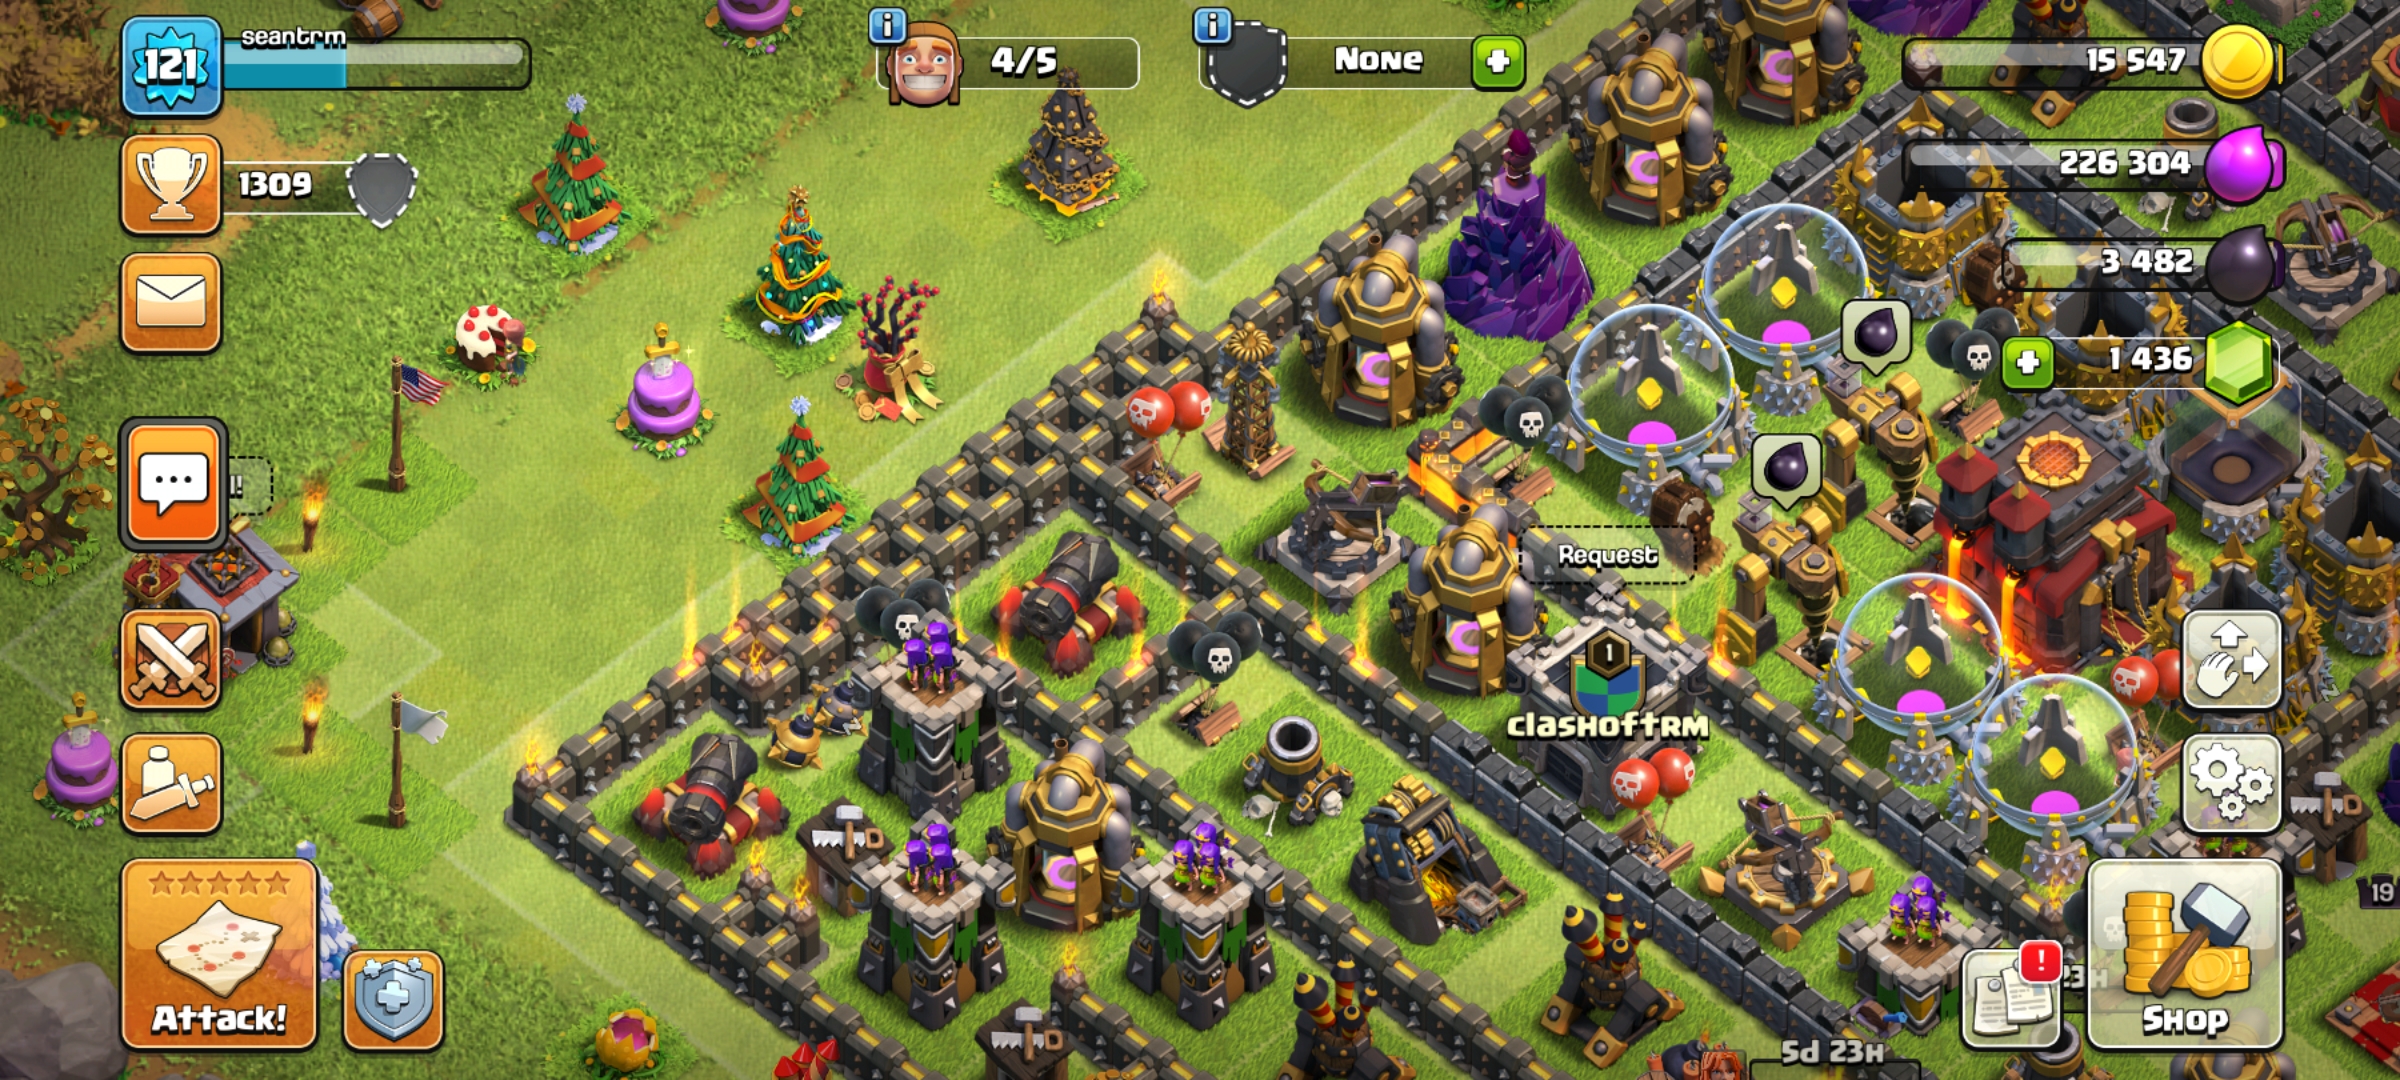 121
seantrm
4/5
None
15 547
1309
226 304
3 482
1 436
!
Request
1
clashoftRM
19
Attack!
!
23H
Shop
5d 23H